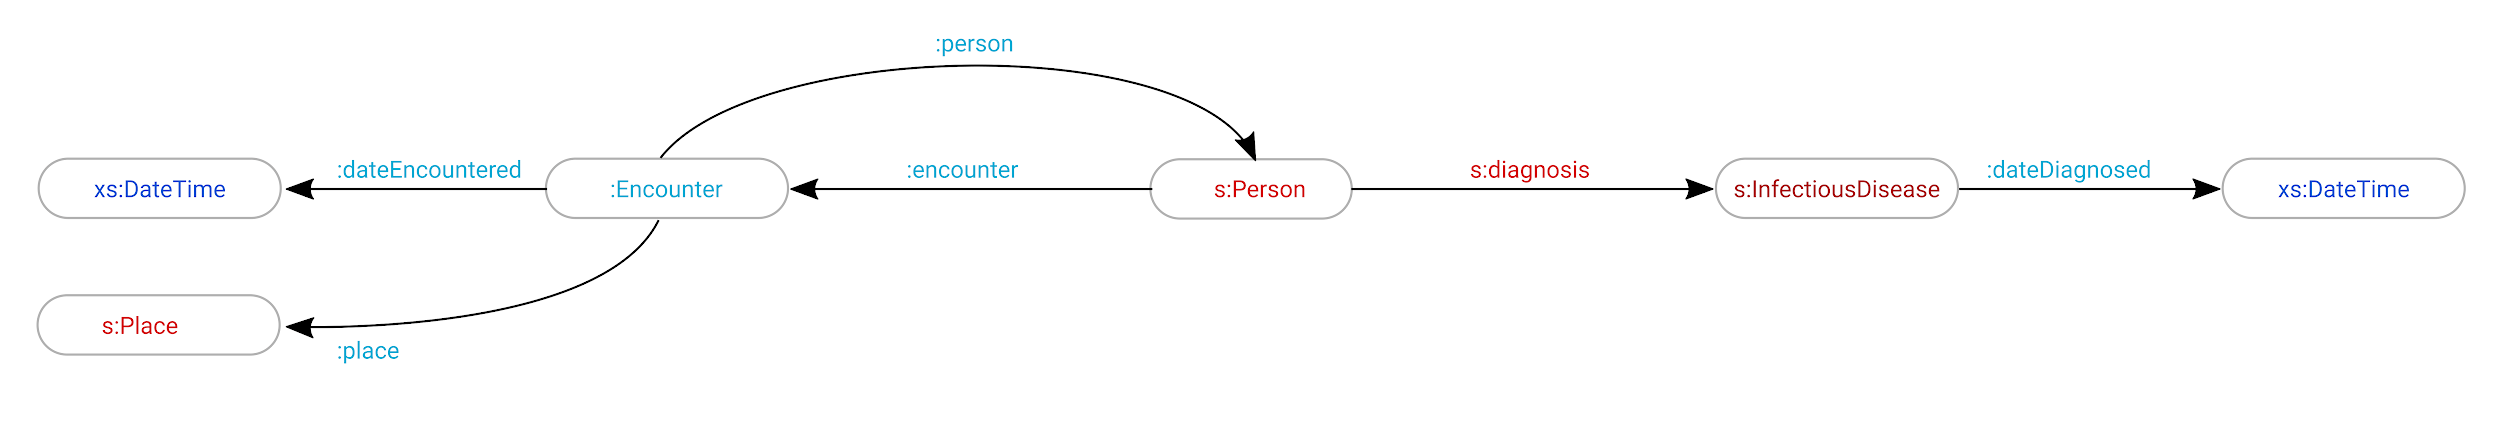 :person
:dateEncountered
:encounter
s:diagnosis
:dateDiagnosed
xs:DateTime
:Encounter
s:Person
s:InfectiousDisease
xs:DateTime
s:Place
:place